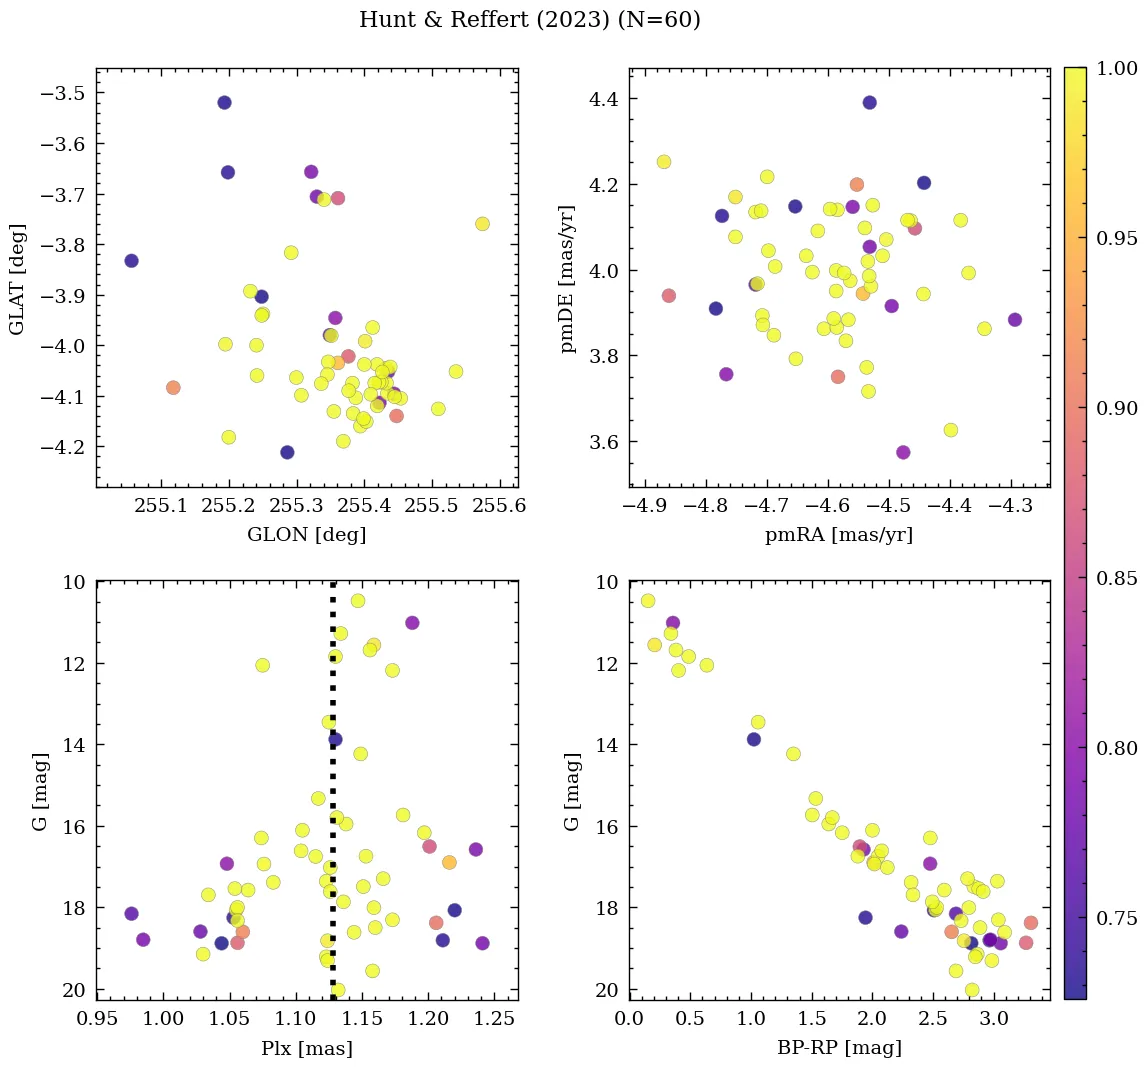 Hunt & Reffert (2023) (N=60)
−3.5
−3.6
−3.7
−3.8
−3.9
−4.0
−4.1
−4.2
GLAT [deg]
255.1 255.2 255.3 255.4 255.5 255.6
GLON [deg]
4.4
4.2
4.0
3.8
3.6
pmDE [mas/yr]
−4.9 −4.8 −4.7 −4.6 −4.5 −4.4 −4.3
pmRA [mas/yr]
10
12
14
16
18
20
G [mag]
0.95 1.00 1.05 1.10 1.15 1.20 1.25
Plx [mas]
10
12
14
16
18
20
G [mag]
0.0 0.5 1.0 1.5 2.0 2.5 3.0
BP-RP [mag]
1.00
0.95
0.90
0.85
0.80
0.75